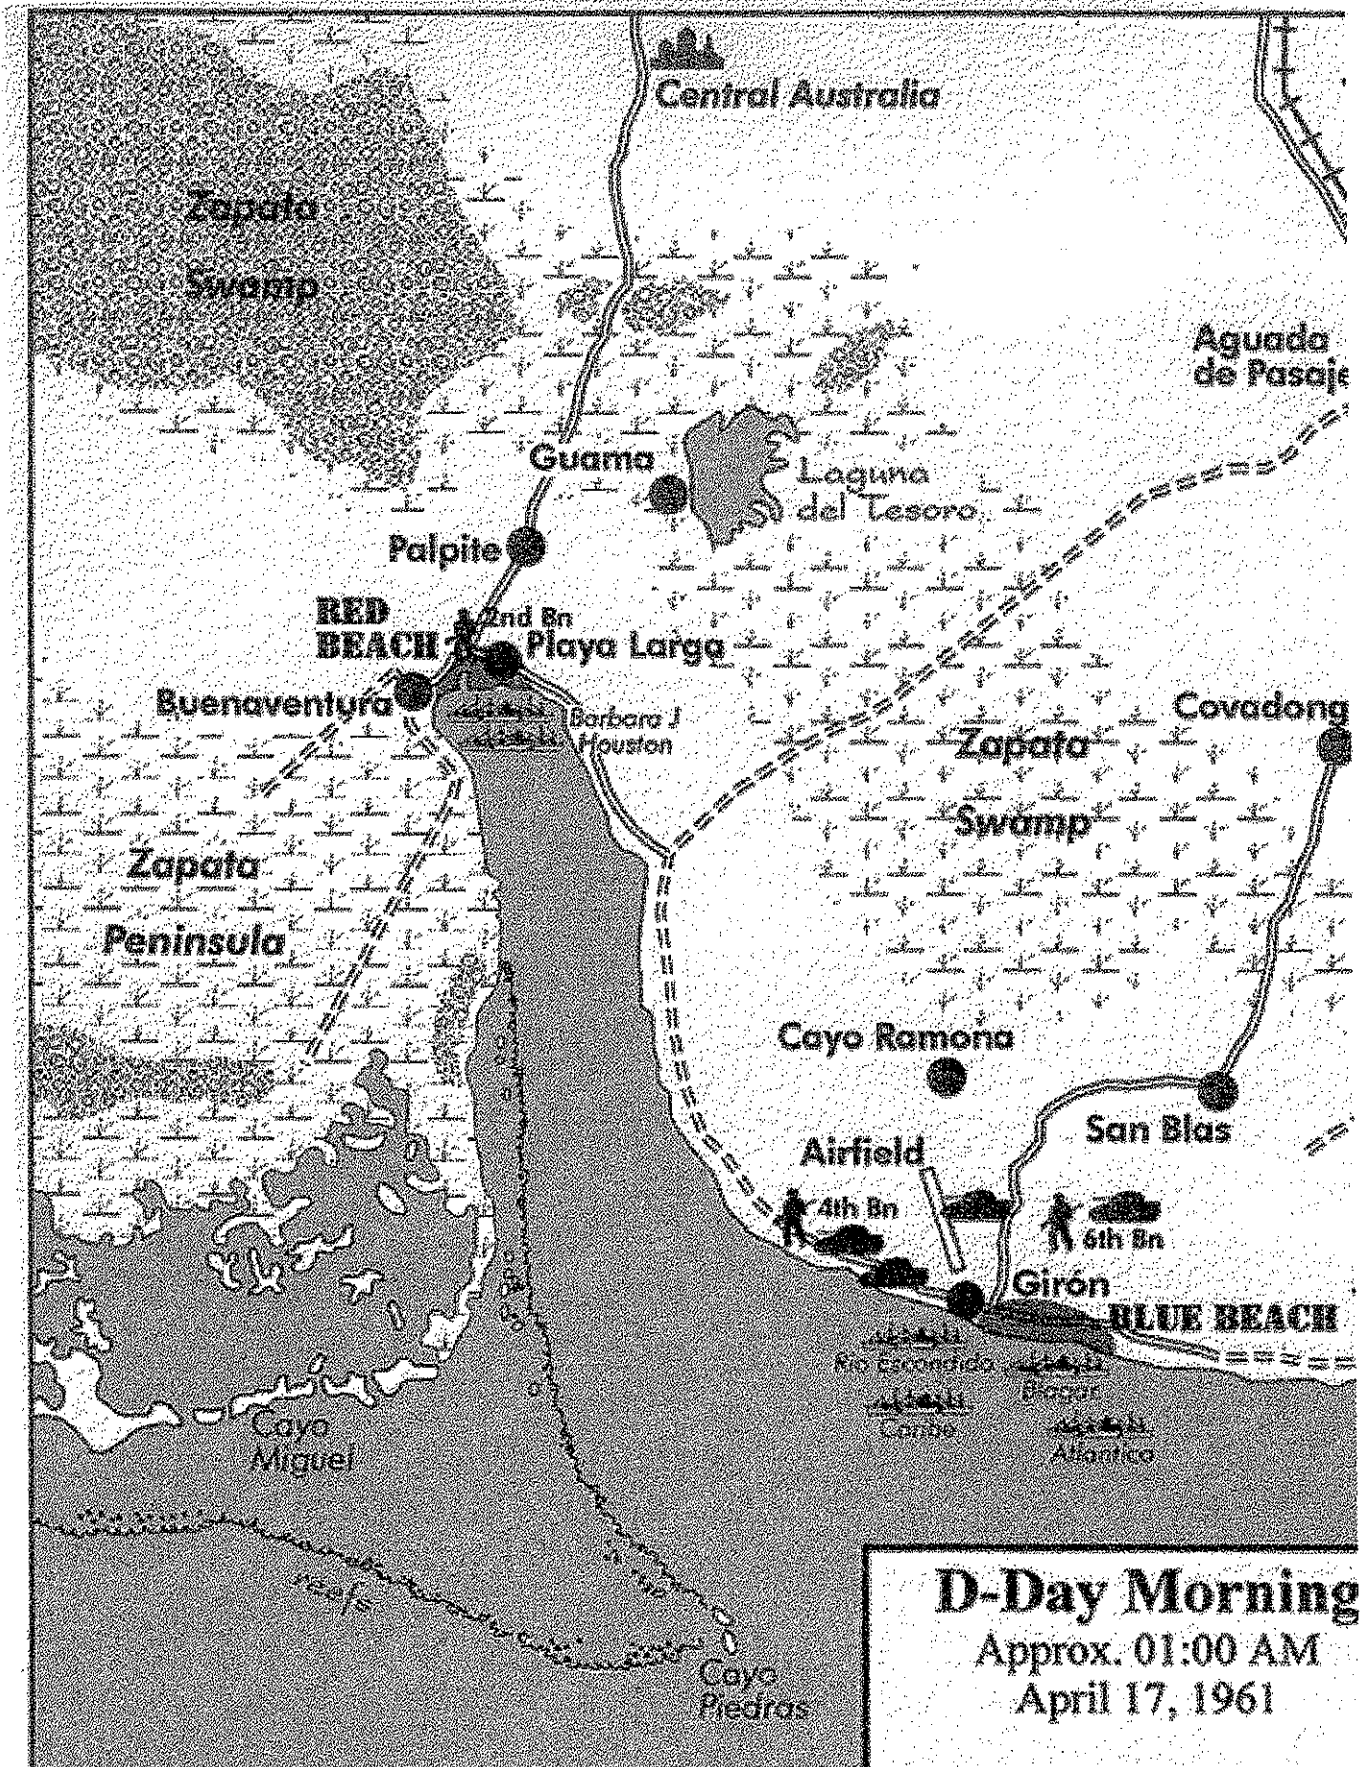 Central Australia
Zapata
Swamp
Aguada
de Pasaje
Guama
Laguna
del Tesoro
Palpite
RED
BEACH
2nd Bn
Playa Larga
Buenaventura
Barbara J
Houston
Covadong
Zapata
Swamp
Zapata
Peninsula
Cayo Ramona
San Blas
Airfield
4th Bn
6th Bn
Girón
BLUE BEACH
Rio Escondido
Blagar
Caribe
Atlantico
Cayo
Miguel
reefs
Cayo
Piedras
D-Day Morning
Approx. 01:00 AM
April 17, 1961